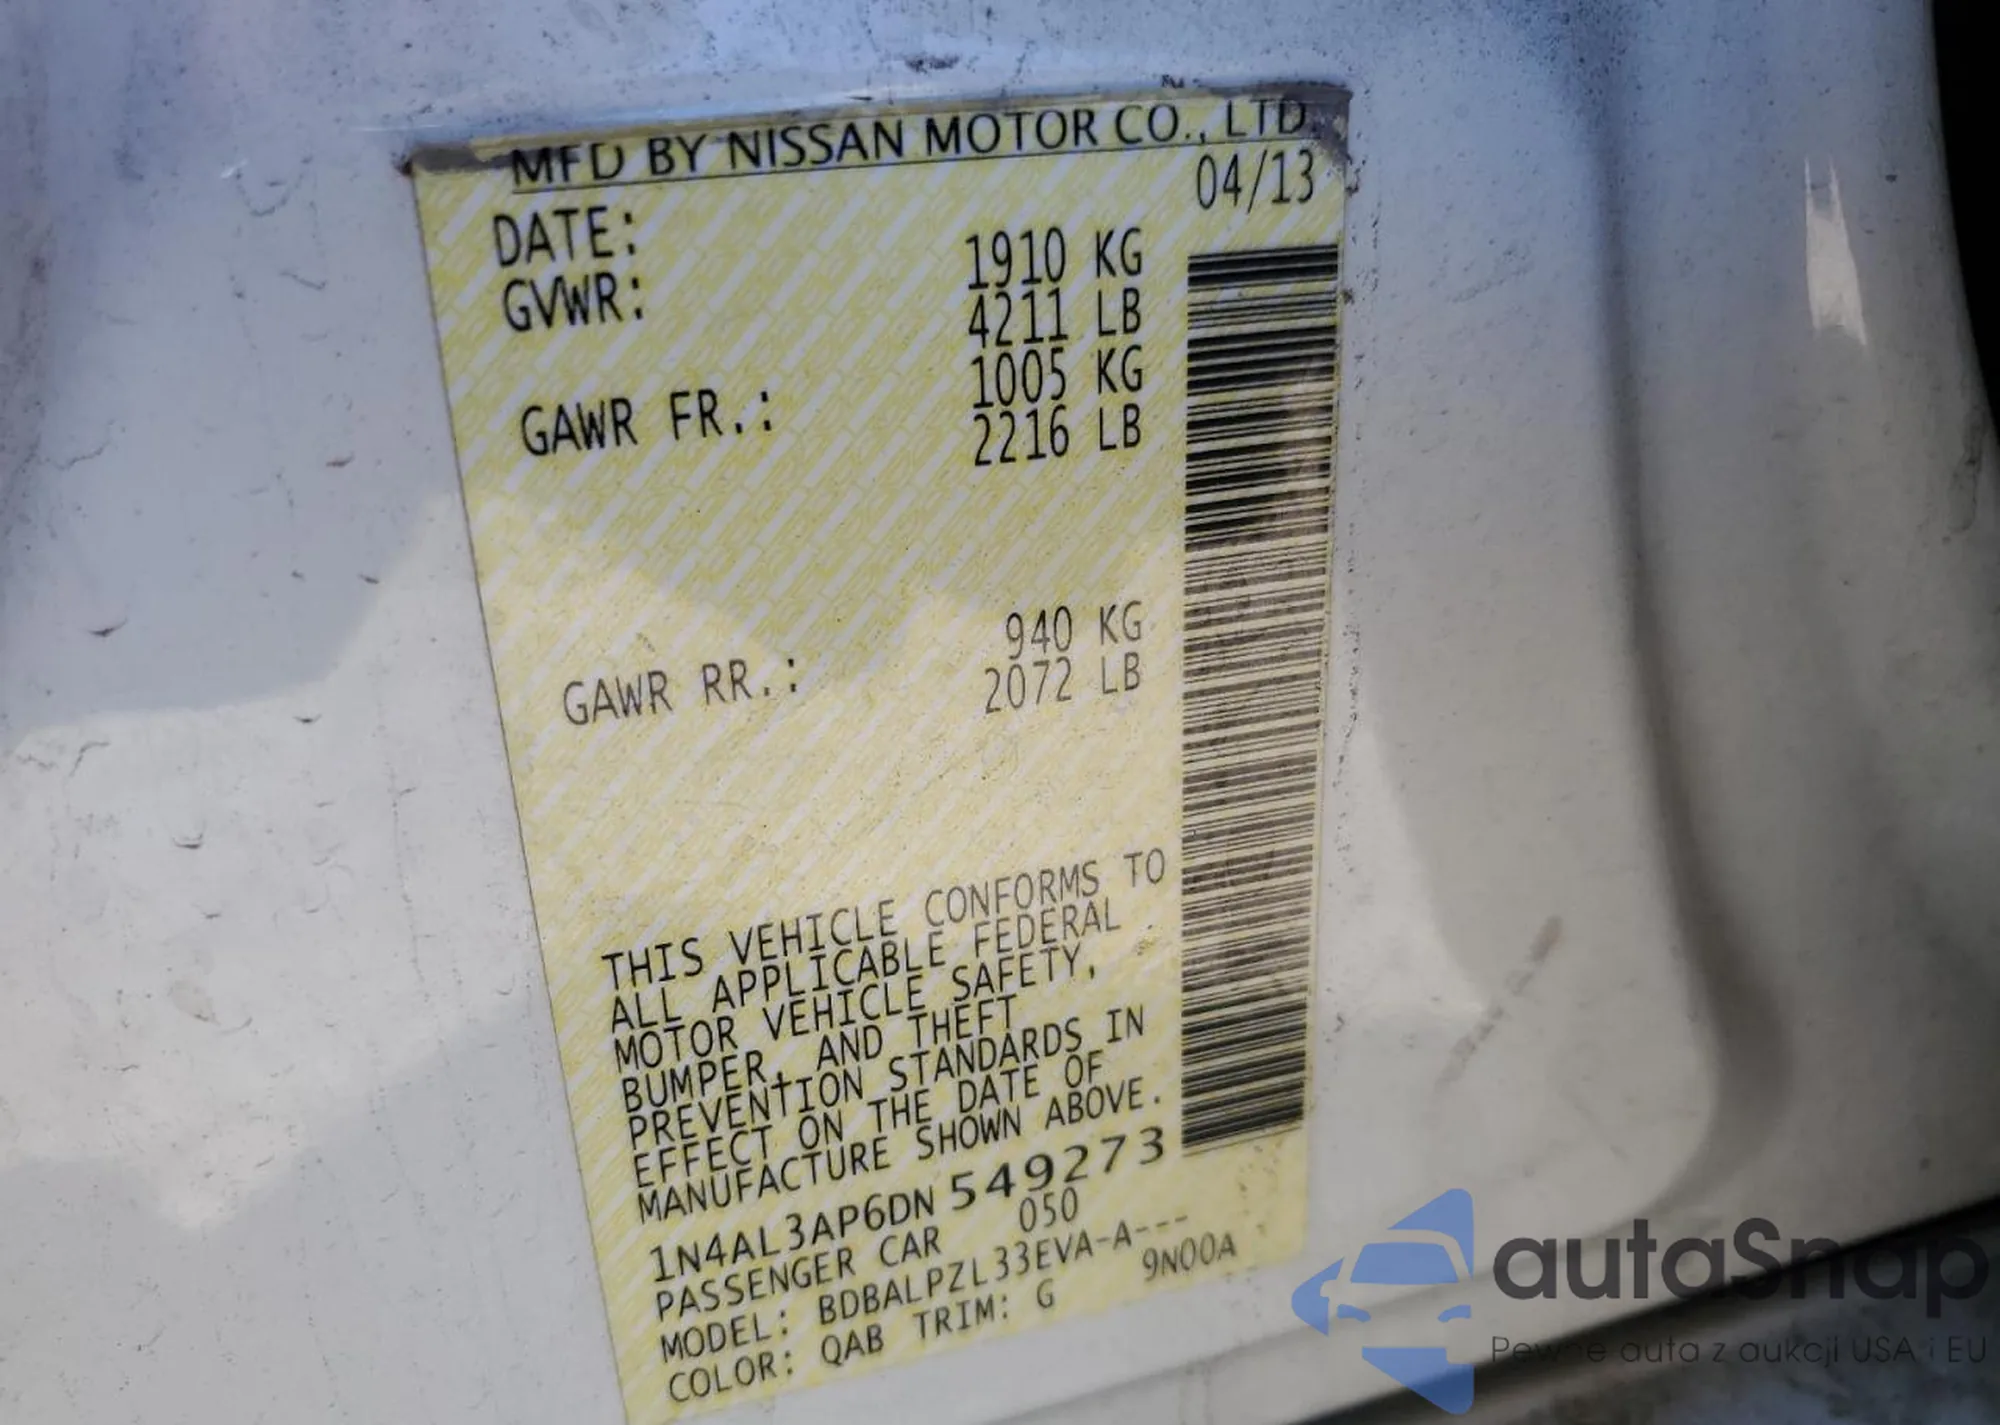 MFD BY NISSAN MOTOR CO., LTD
DATE: 04/13
GVWR: 1910 KG
4211 LB
GAWR FR.: 1005 KG
2216 LB
GAWR RR.: 940 KG
2072 LB
THIS VEHICLE CONFORMS TO
ALL APPLICABLE FEDERAL
MOTOR VEHICLE SAFETY,
BUMPER, AND THEFT
PREVENTION STANDARDS IN
EFFECT ON THE DATE OF
MANUFACTURE SHOWN ABOVE.
1N4AL3AP6DN 549273
PASSENGER CAR 050
MODEL: BDBALPZL33EVA-A---
COLOR: QAB TRIM: G 9N00A
autaSnap
Pewne auta z aukcji USA i EU